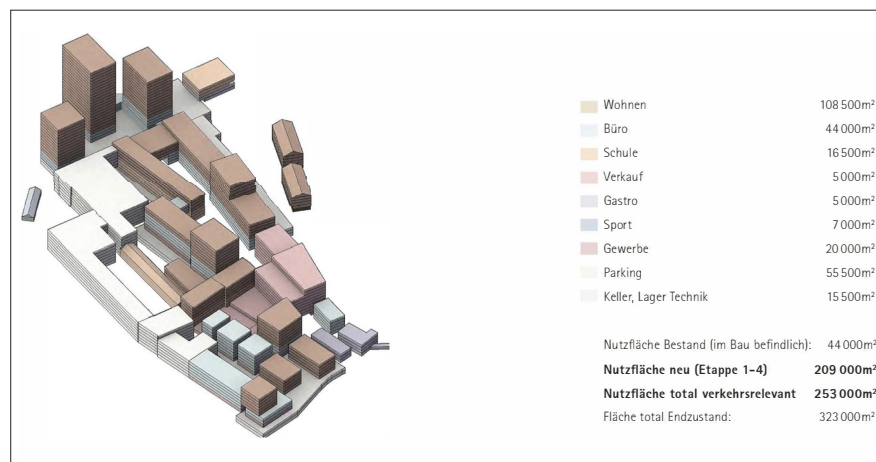 Wohnen 108 500m²
Büro 44 000m²
Schule 16 500m²
Verkauf 5 000m²
Gastro 5 000m²
Sport 7 000m²
Gewerbe 20 000m²
Parking 55 500m²
Keller, Lager Technik 15 500m²
Nutzfläche Bestand (im Bau befindlich): 44 000m²
Nutzfläche neu (Etappe 1-4) 209 000m²
Nutzfläche total verkehrsrelevant 253 000m²
Fläche total Endzustand: 323 000m²